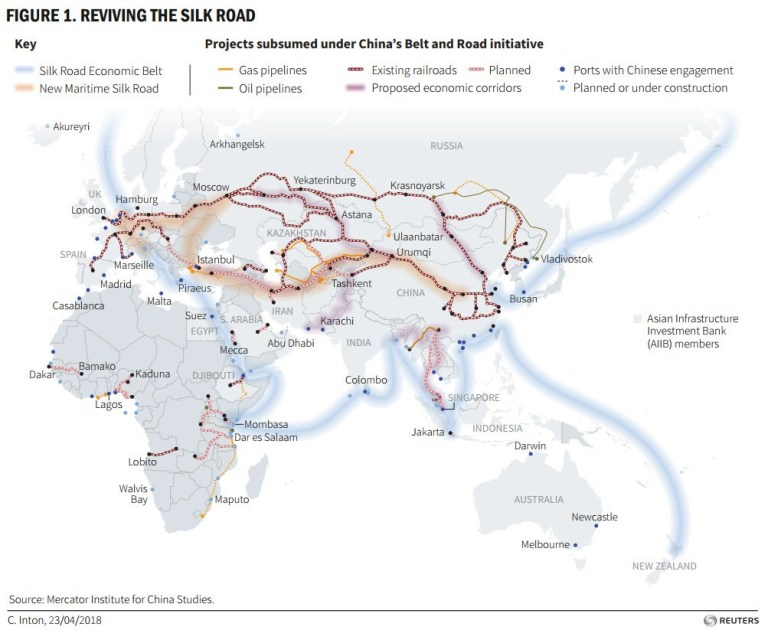 FIGURE 1. REVIVING THE SILK ROAD
Key
Projects subsumed under China's Belt and Road initiative
Silk Road Economic Belt
New Maritime Silk Road
Gas pipelines
Oil pipelines
Existing railroads
Planned
Proposed economic corridors
Ports with Chinese engagement
Planned or under construction
Akureyri
Arkhangelsk
RUSSIA
UK
Hamburg
Moscow
Yekaterinburg
Krasnoyarsk
London
Astana
KAZAKHSTAN
Ulaanbatar
SPAIN
Marseille
Istanbul
Urumqi
Vladivostok
Madrid
Piraeus
Tashkent
CHINA
Casablanca
Malta
IRAN
Busan
Suez
S. ARABIA
Karachi
EGYPT
Abu Dhabi
INDIA
Mecca
Asian Infrastructure
Investment Bank
(AIIB) members
Dakar
Bamako
Kaduna
DJIBOUTI
Colombo
Lagos
SINGAPORE
Mombasa
Jakarta
INDONESIA
Dar es Salaam
Lobito
Darwin
Walvis
Bay
Maputo
AUSTRALIA
Newcastle
Melbourne
NEW ZEALAND
Source: Mercator Institute for China Studies.
C. Inton, 23/04/2018
REUTERS